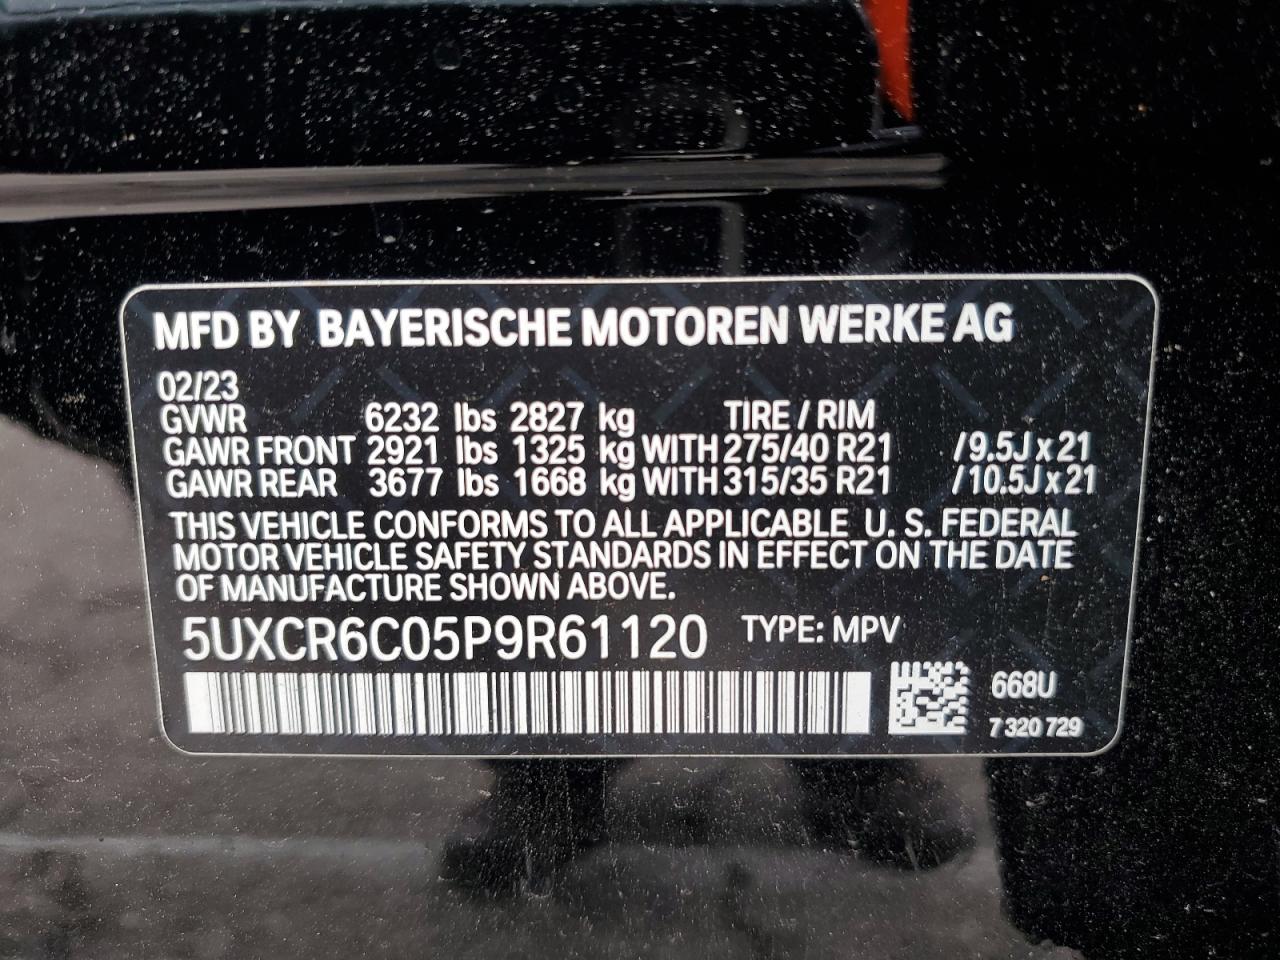 MFD BY BAYERISCHE MOTOREN WERKE AG
02/23
GVWR 6232 lbs 2827 kg TIRE / RIM
GAWR FRONT 2921 lbs 1325 kg WITH 275/40 R21 /9.5J x 21
GAWR REAR 3677 lbs 1668 kg WITH 315/35 R21 /10.5J x 21
THIS VEHICLE CONFORMS TO ALL APPLICABLE U. S. FEDERAL
MOTOR VEHICLE SAFETY STANDARDS IN EFFECT ON THE DATE
OF MANUFACTURE SHOWN ABOVE.
5UXCR6C05P9R61120 TYPE: MPV
668U
7 320 729